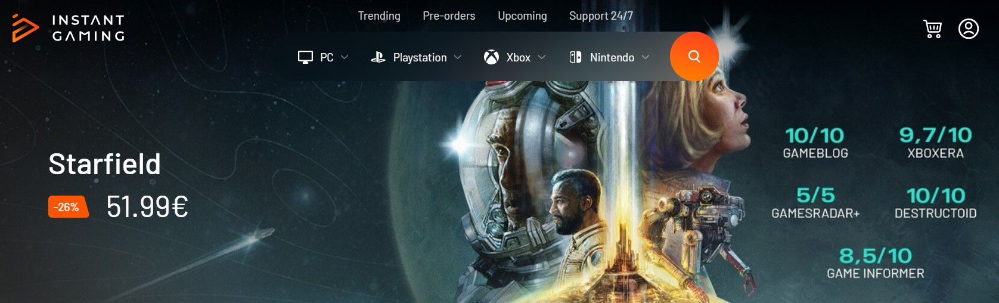 INSTANT
GAMING
Trending Pre-orders Upcoming Support 24/7
PC Playstation Xbox Nintendo
Starfield
-26% 51.99€
10/10 9,7/10
GAMEBLOG XBOXERA
5/5 10/10
GAMESRADAR+ DESTRUCTOID
8,5/10
GAME INFORMER